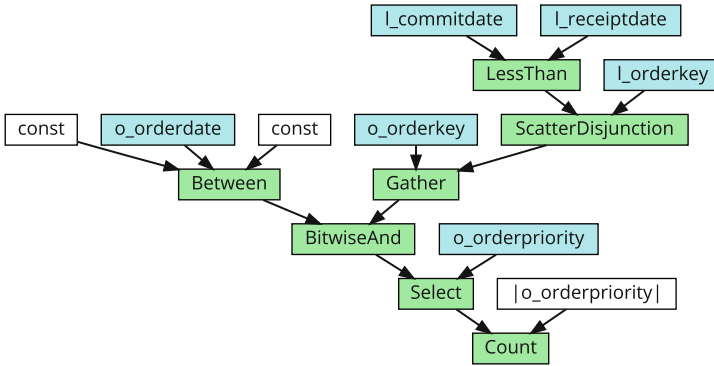 l_commitdate
l_receiptdate
LessThan
l_orderkey
const
o_orderdate
const
o_orderkey
ScatterDisjunction
Between
Gather
BitwiseAnd
o_orderpriority
Select
|o_orderpriority|
Count